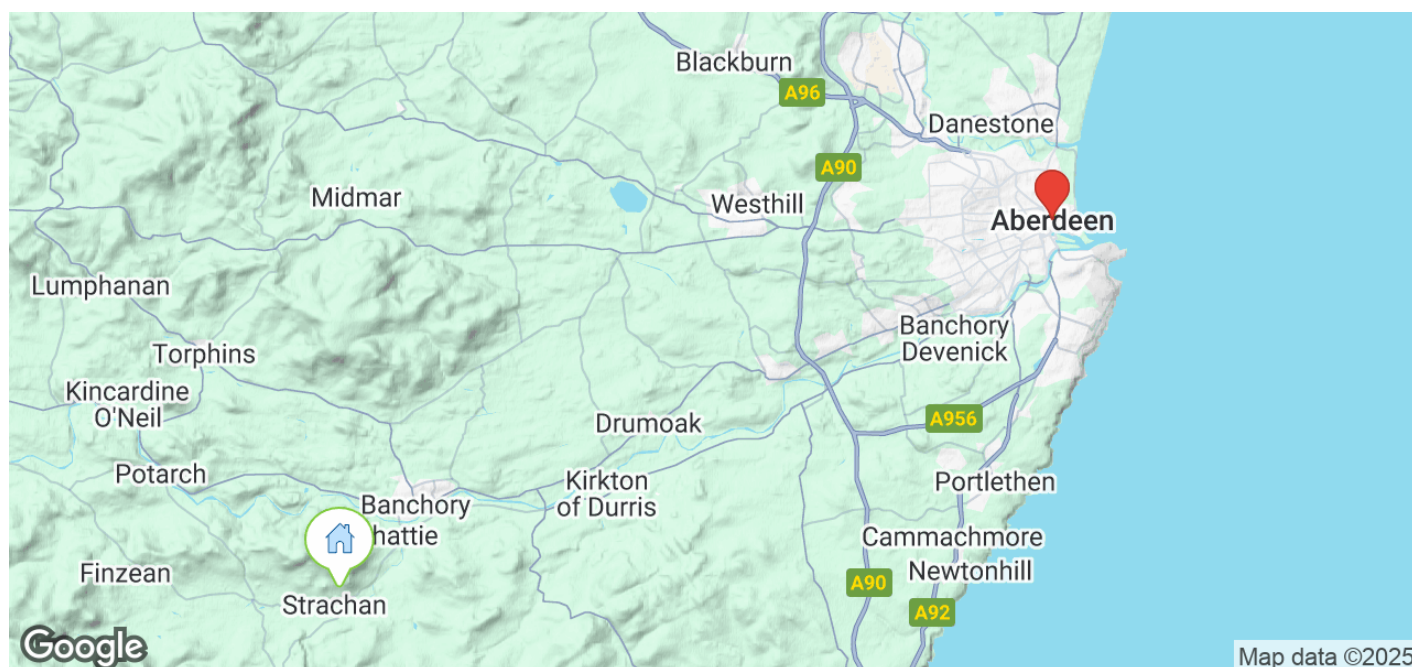 Blackburn
A96
Danestone
A90
Midmar
Westhill
Aberdeen
Lumphanan
Banchory
Devenick
Torphins
Kincardine
O'Neil
Drumoak
A956
Potarch
Kirkton
of Durris
Portlethen
Banchory
hattie
Cammachmore
Finzean
Newtonhill
A90
Strachan
A92
Google
Map data ©2025